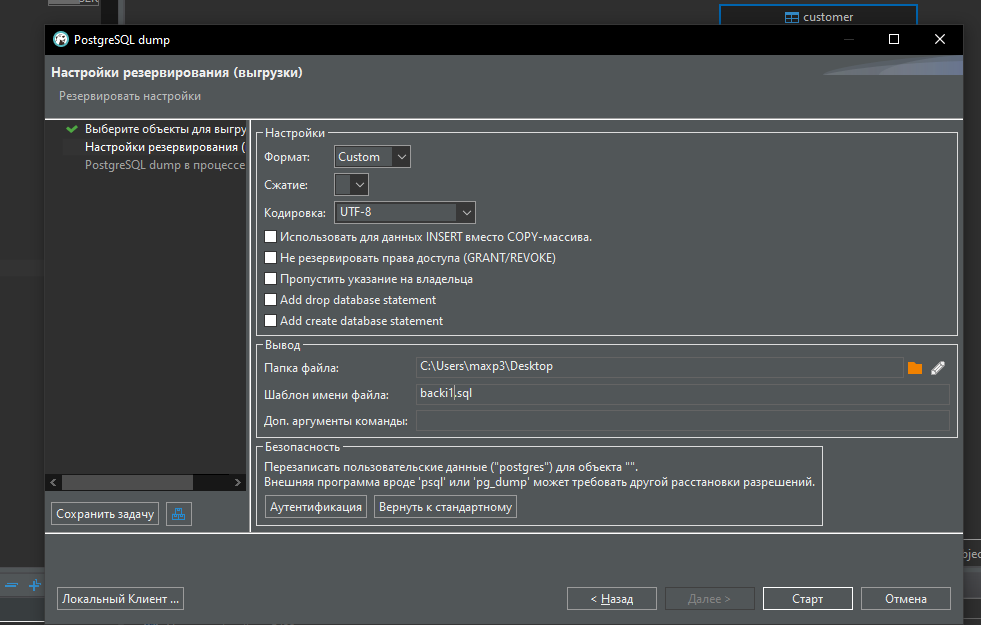 customer
PostgreSQL dump
Настройки резервирования (выгрузки)
Резервировать настройки
Выберите объекты для выгру
Настройки резервирования (
PostgreSQL dump в процессе
Настройки
Формат: Custom
Сжатие:
Кодировка: UTF-8
Использовать для данных INSERT вместо COPY-массива.
Не резервировать права доступа (GRANT/REVOKE)
Пропустить указание на владельца
Add drop database statement
Add create database statement
Вывод
Папка файла: C:\Users\maxp3\Desktop
Шаблон имени файла: backi1.sql
Доп. аргументы команды:
Безопасность
Перезаписать пользовательские данные ("postgres") для объекта "".
Внешняя программа вроде 'psql' или 'pg_dump' может требовать другой расстановки разрешений.
Аутентификация Вернуть к стандартному
Сохранить задачу
ojec
Локальный Клиент ... < Назад Далее > Старт Отмена